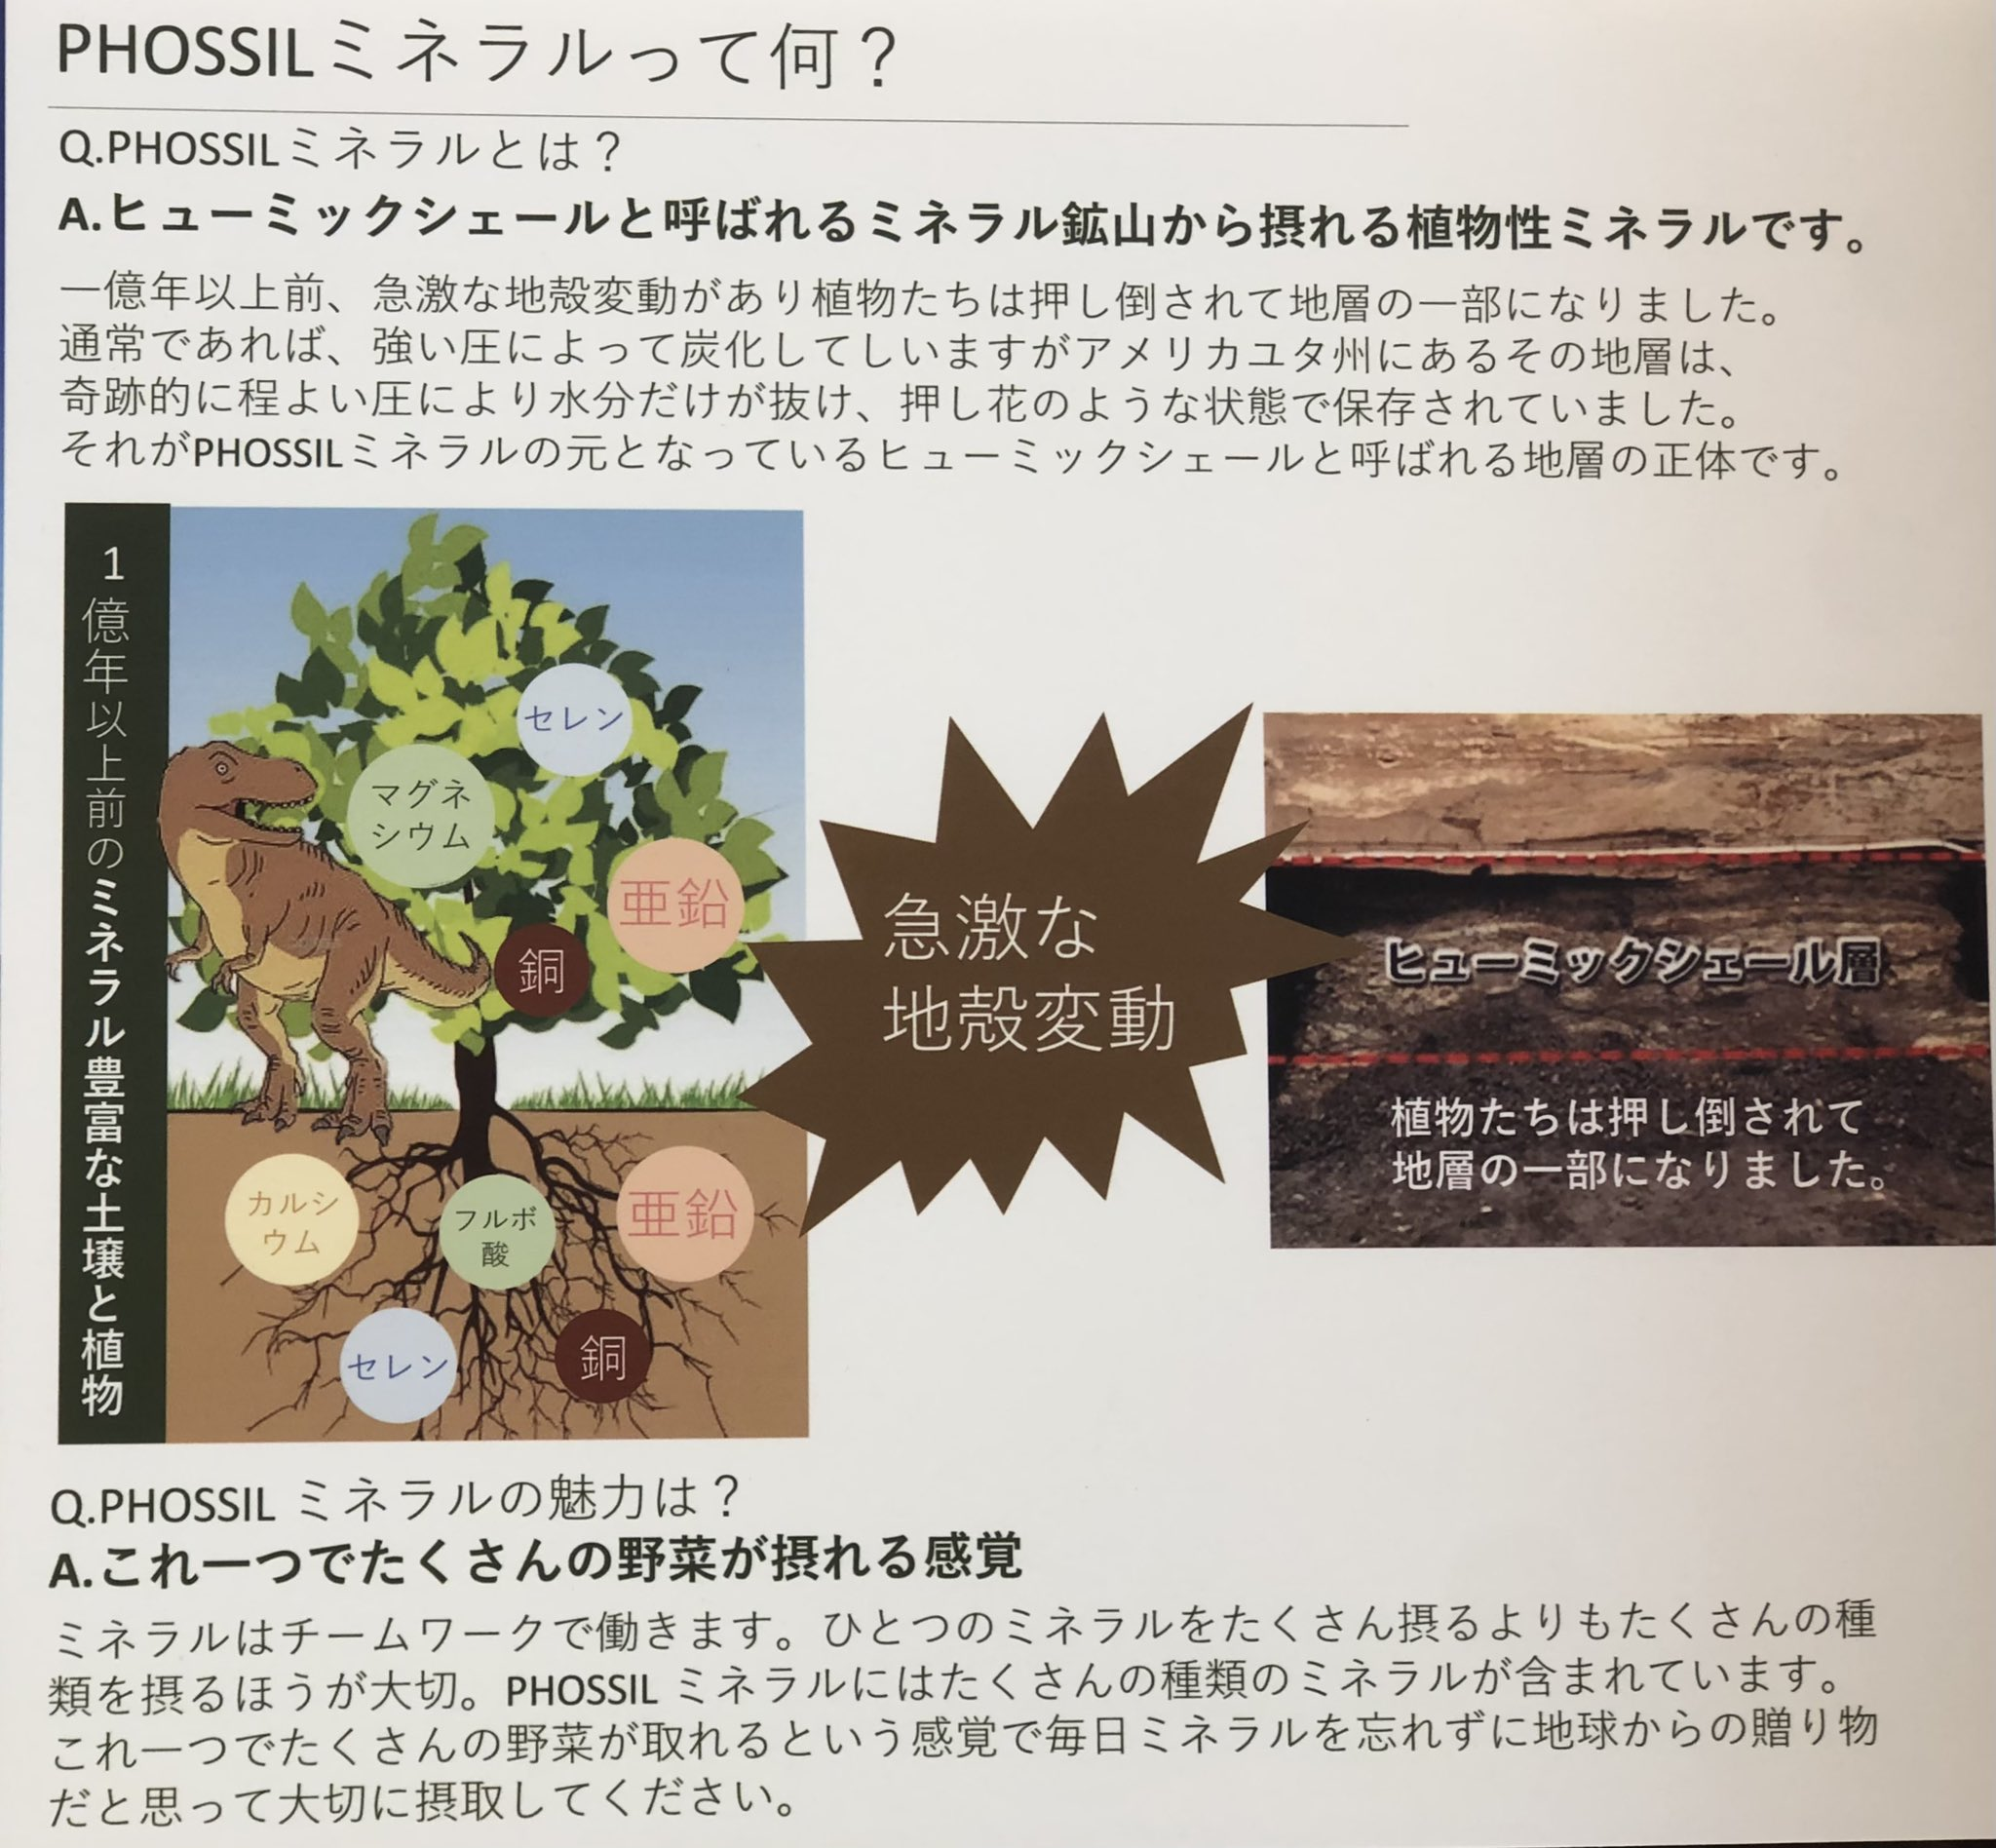 PHOSSILミネラルって何？
Q.PHOSSILミネラルとは？
A.ヒューミックシェールと呼ばれるミネラル鉱山から摂れる植物性ミネラルです。
一億年以上前、急激な地殻変動があり植物たちは押し倒されて地層の一部になりました。
通常であれば、強い圧によって炭化してしいますがアメリカユタ州にあるその地層は、
奇跡的に程よい圧により水分だけが抜け、押し花のような状態で保存されていました。
それがPHOSSILミネラルの元となっているヒューミックシェールと呼ばれる地層の正体です。
1億年以上前のミネラル豊富な土壌と植物
セレン
マグネ
シウム
亜鉛
銅
カルシ
ウム
フルボ
酸
亜鉛
セレン
銅
急激な
地殻変動
ヒューミックシェール層
植物たちは押し倒されて
地層の一部になりました。
Q.PHOSSIL ミネラルの魅力は？
A.これ一つでたくさんの野菜が摂れる感覚
ミネラルはチームワークで働きます。ひとつのミネラルをたくさん摂るよりもたくさんの種
類を摂るほうが大切。PHOSSIL ミネラルにはたくさんの種類のミネラルが含まれています。
これ一つでたくさんの野菜が取れるという感覚で毎日ミネラルを忘れずに地球からの贈り物
だと思って大切に摂取してください。